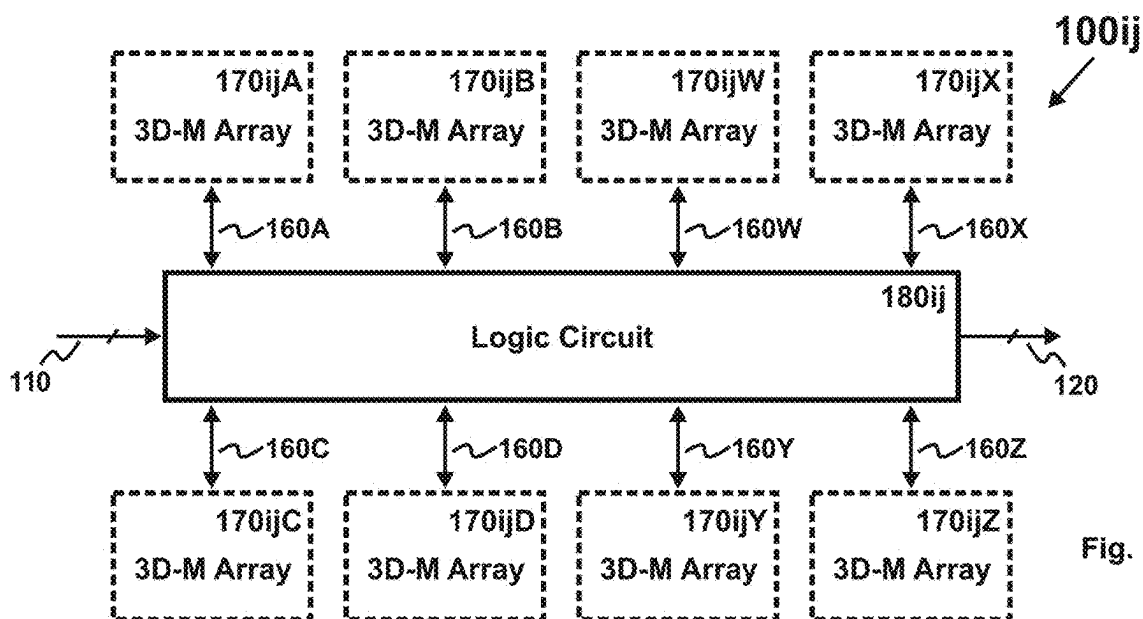 100ij
170ijA
3D-M Array
170ijB
3D-M Array
170ijW
3D-M Array
170ijX
3D-M Array
160A
160B
160W
160X
180ij
Logic Circuit
110
120
160C
160D
160Y
160Z
170ijC
3D-M Array
170ijD
3D-M Array
170ijY
3D-M Array
170ijZ
3D-M Array
Fig.